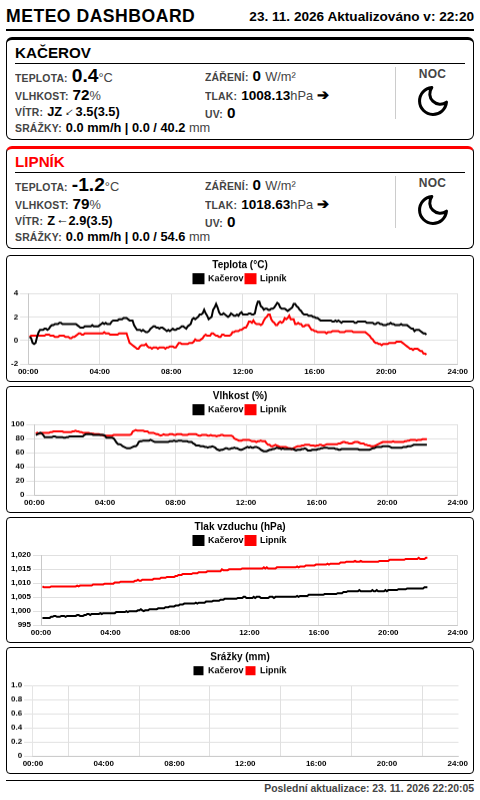 METEO DASHBOARD 23. 11. 2026 Aktualizováno v: 22:20
KAČEROV
TEPLOTA: 0.4°C ZÁŘENÍ: 0 W/m² NOC
VLHKOST: 72% TLAK: 1008.13hPa ➔
VÍTR: JZ ↙ 3.5(3.5) UV: 0
SRÁŽKY: 0.0 mm/h | 0.0 / 40.2 mm
LIPNÍK
TEPLOTA: -1.2°C ZÁŘENÍ: 0 W/m² NOC
VLHKOST: 79% TLAK: 1018.63hPa ➔
VÍTR: Z ←2.9(3.5) UV: 0
SRÁŽKY: 0.0 mm/h | 0.0 / 54.6 mm
Teplota (°C)
Kačerov Lipník
4
2
0
-2
00:00 04:00 08:00 12:00 16:00 20:00 24:00
Vlhkost (%)
Kačerov Lipník
100
80
60
40
20
0
00:00 04:00 08:00 12:00 16:00 20:00 24:00
Tlak vzduchu (hPa)
Kačerov Lipník
1,020
1,015
1,010
1,005
1,000
995
00:00 04:00 08:00 12:00 16:00 20:00 24:00
Srážky (mm)
Kačerov Lipník
1.0
0.8
0.6
0.4
0.2
0
00:00 04:00 08:00 12:00 16:00 20:00 24:00
Poslední aktualizace: 23. 11. 2026 22:20:05